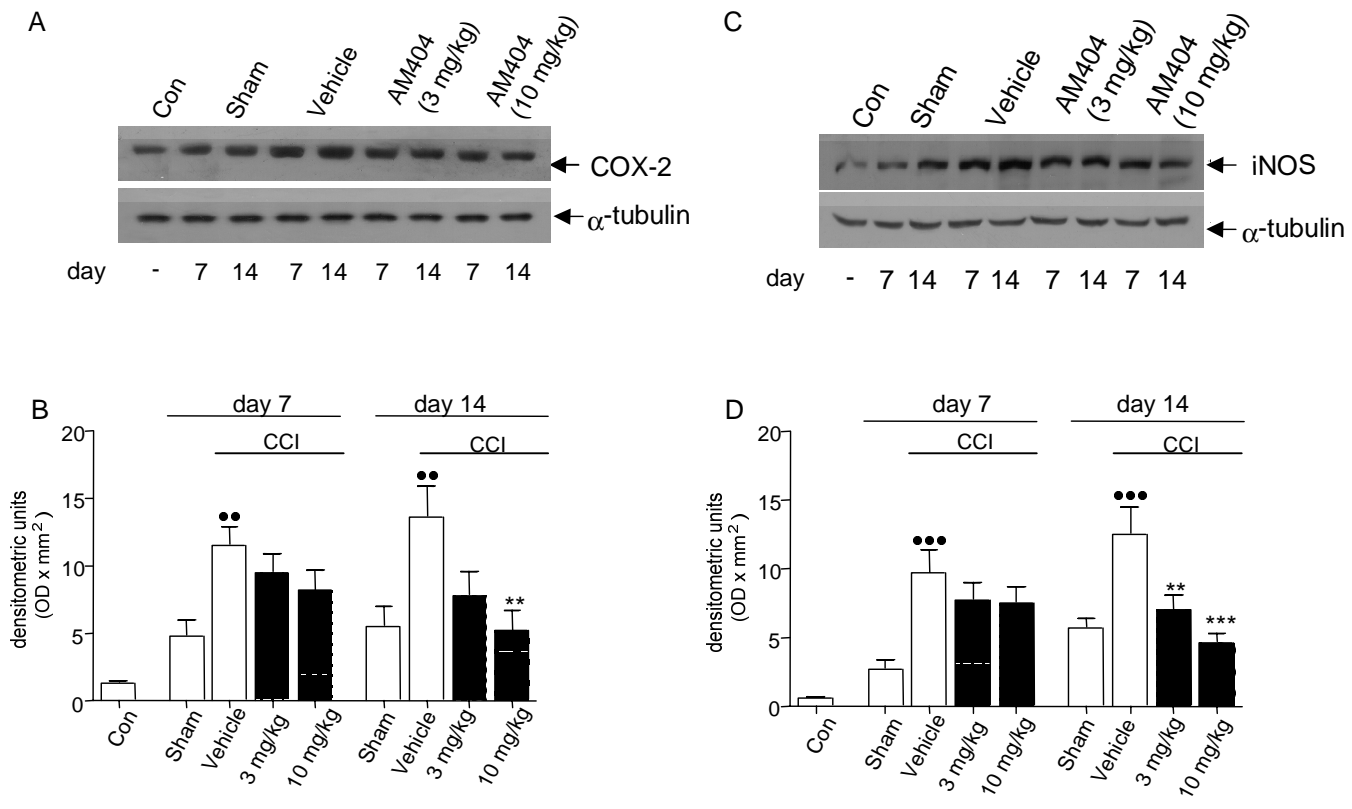 A
Con
Sham
Vehicle
AM404
(3 mg/kg)
AM404
(10 mg/kg)
COX-2
α-tubulin
day - 7 14 7 14 7 14 7 14
C
Con
Sham
Vehicle
AM404
(3 mg/kg)
AM404
(10 mg/kg)
iNOS
α-tubulin
day - 7 14 7 14 7 14 7 14
B
day 7
day 14
CCI
CCI
densitometric units
(OD x mm²)
20
15
10
5
0
●●
●●
**
Con
Sham
Vehicle
3 mg/kg
10 mg/kg
Sham
Vehicle
3 mg/kg
10 mg/kg
D
day 7
day 14
CCI
CCI
densitometric units
(OD x mm²)
20
15
10
5
0
●●●
●●●
**
***
Con
Sham
Vehicle
3 mg/kg
10 mg/kg
Sham
Vehicle
3 mg/kg
10 mg/kg